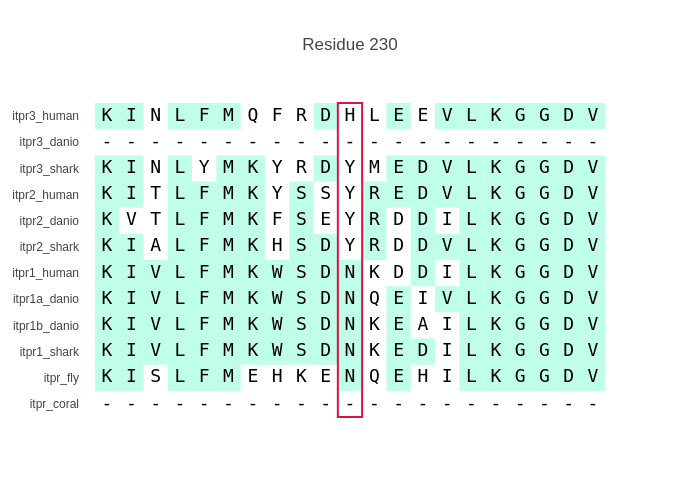 Residue 230
itpr3_human K I N L F M Q F R D H L E E V L K G G D V
itpr3_danio - - - - - - - - - - - - - - - - - - - - -
itpr3_shark K I N L Y M K Y R D Y M E D V L K G G D V
itpr2_human K I T L F M K Y S S Y R E D V L K G G D V
itpr2_danio K V T L F M K F S E Y R D D I L K G G D V
itpr2_shark K I A L F M K H S D Y R D D V L K G G D V
itpr1_human K I V L F M K W S D N K D D I L K G G D V
itpr1a_danio K I V L F M K W S D N Q E I V L K G G D V
itpr1b_danio K I V L F M K W S D N K E A I L K G G D V
itpr1_shark K I V L F M K W S D N K E D I L K G G D V
itpr_fly K I S L F M E H K E N Q E H I L K G G D V
itpr_coral - - - - - - - - - - - - - - - - - - - - -